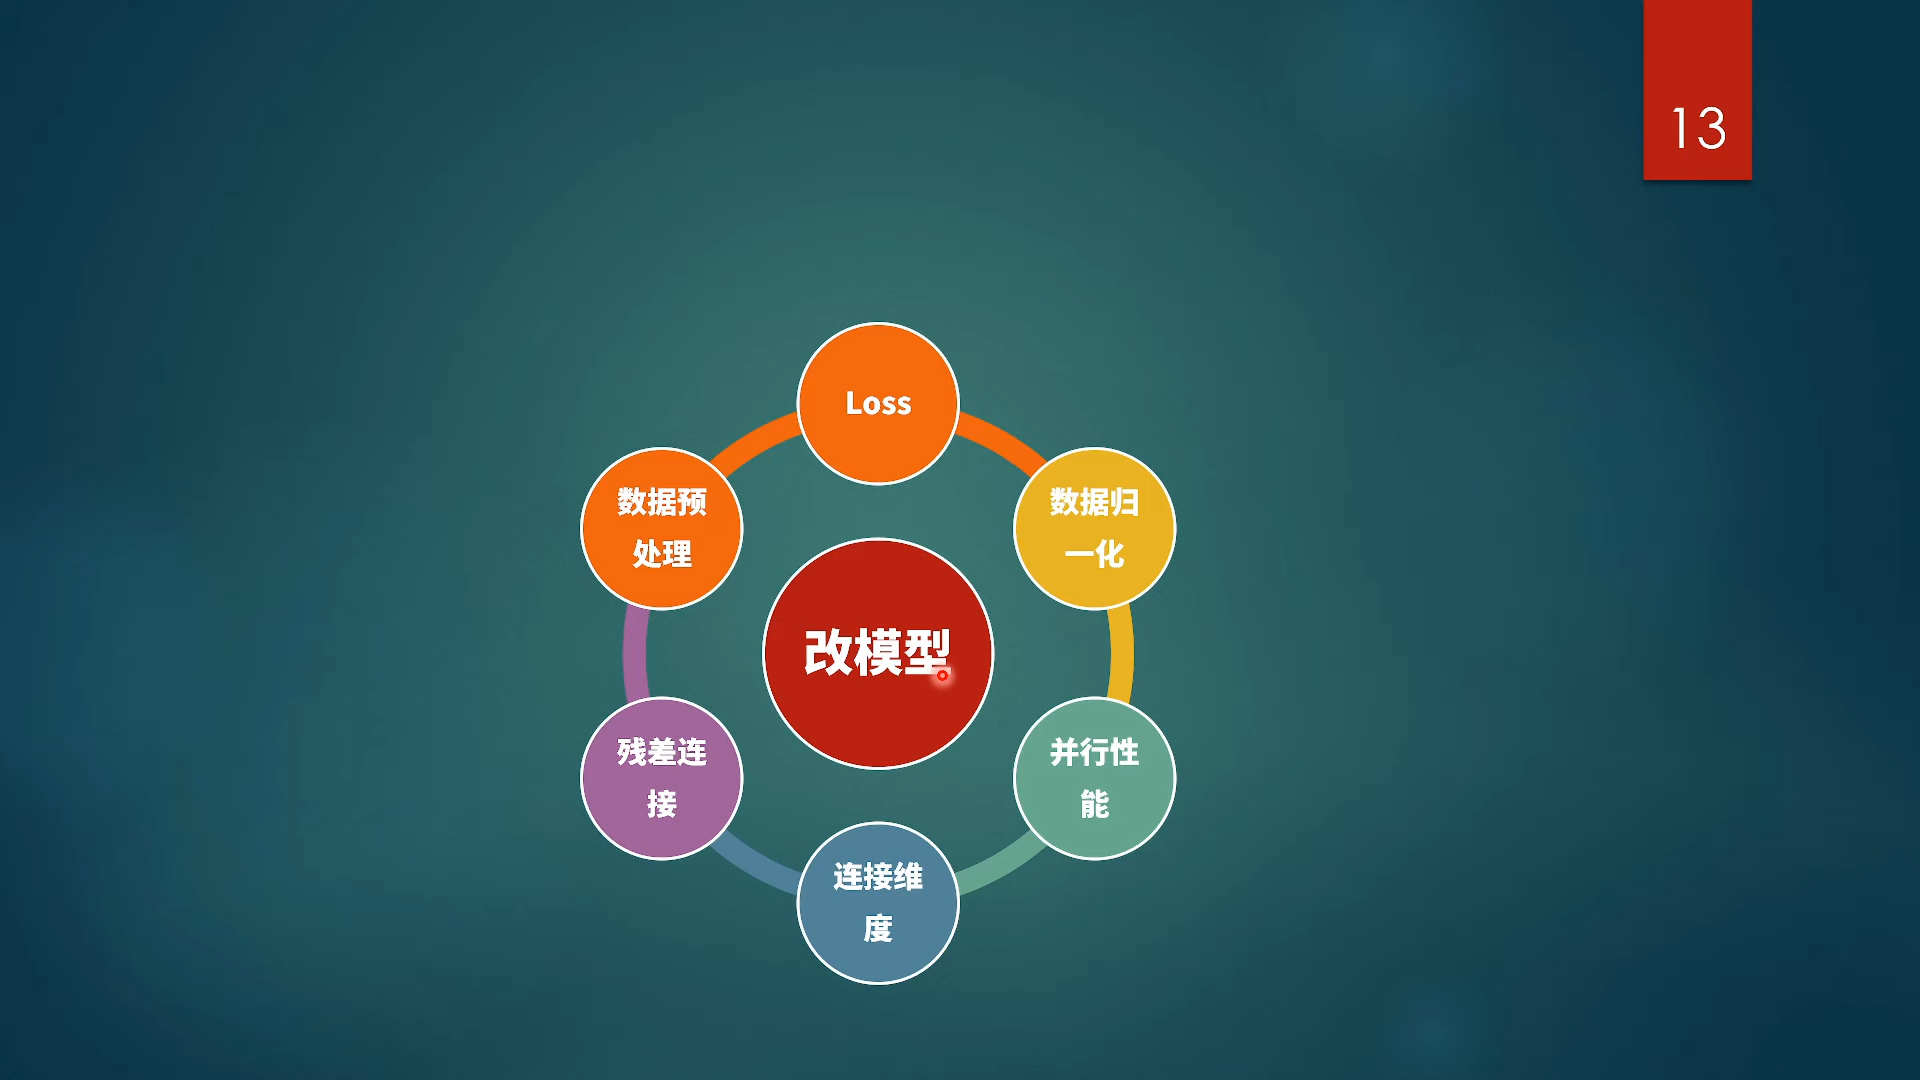 13
Loss
数据预
处理
数据归
一化
改模型
残差连
接
并行性
能
连接维
度